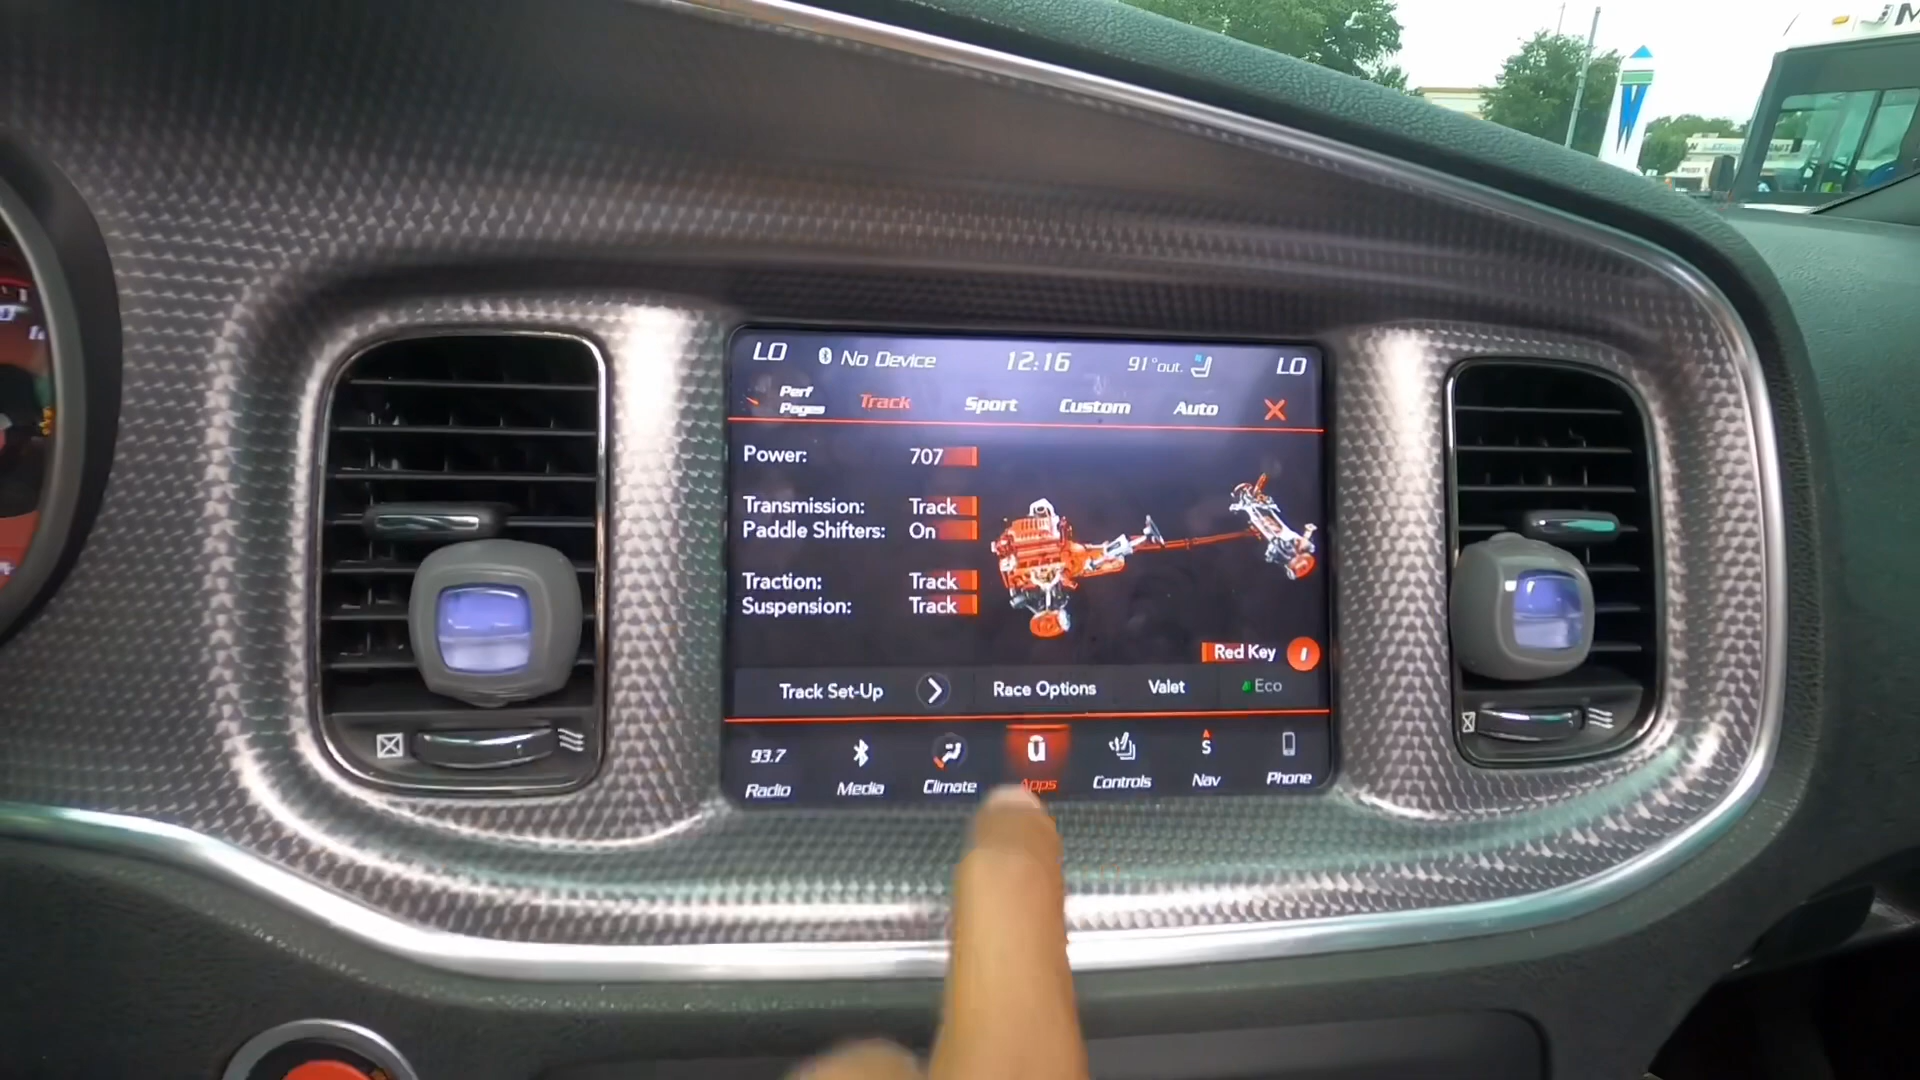 LO No Device 12:16 91°out. LO
Perf Pages Track Sport Custom Auto X
Power: 707
Transmission: Track
Paddle Shifters: On
Traction: Track
Suspension: Track
Red Key
Track Set-Up Race Options Valet Eco
93.7 S
Radio Media Climate Apps Controls Nav Phone